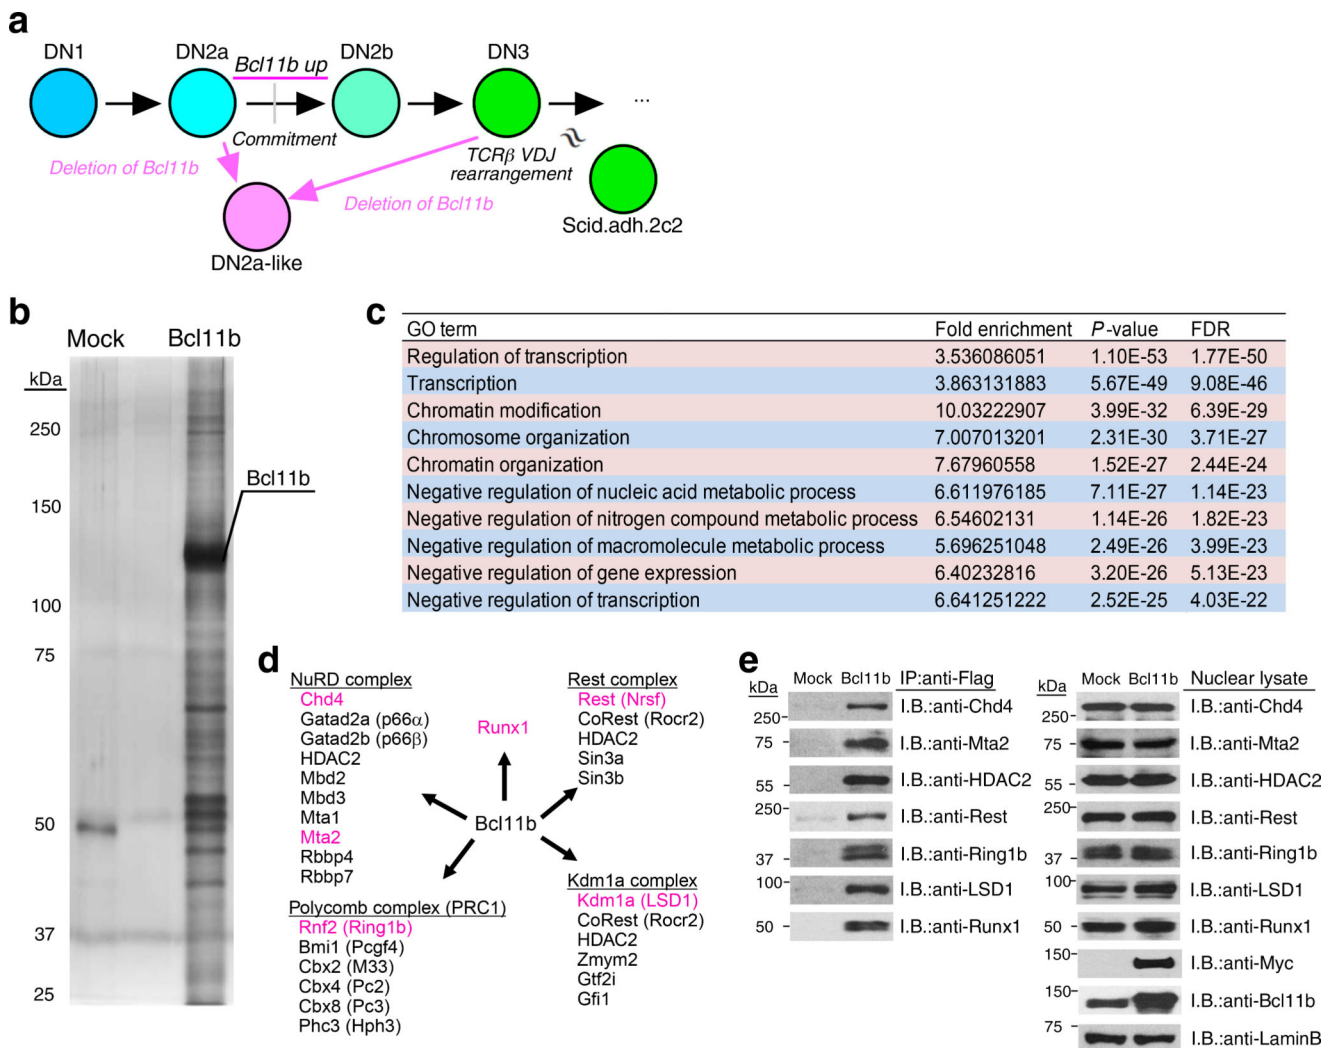 a
DN1
DN2a
Bcl11b up
DN2b
DN3
...
Commitment
Deletion of Bcl11b
TCRβ VDJ
rearrangement
Deletion of Bcl11b
DN2a-like
Scid.adh.2c2
b
Mock Bcl11b
kDa
250
150
Bcl11b
100
75
50
37
25
c
GO term Fold enrichment P-value FDR
Regulation of transcription 3.536086051 1.10E-53 1.77E-50
Transcription 3.863131883 5.67E-49 9.08E-46
Chromatin modification 10.03222907 3.99E-32 6.39E-29
Chromosome organization 7.007013201 2.31E-30 3.71E-27
Chromatin organization 7.67960558 1.52E-27 2.44E-24
Negative regulation of nucleic acid metabolic process 6.611976185 7.11E-27 1.14E-23
Negative regulation of nitrogen compound metabolic process 6.54602131 1.14E-26 1.82E-23
Negative regulation of macromolecule metabolic process 5.696251048 2.49E-26 3.99E-23
Negative regulation of gene expression 6.40232816 3.20E-26 5.13E-23
Negative regulation of transcription 6.641251222 2.52E-25 4.03E-22
d
NuRD complex
Chd4
Gatad2a (p66α)
Gatad2b (p66β)
HDAC2
Mbd2
Mbd3
Mta1
Mta2
Rbbp4
Rbbp7
Runx1
Bcl11b
Rest complex
Rest (Nrsf)
CoRest (Rocr2)
HDAC2
Sin3a
Sin3b
Polycomb complex (PRC1)
Rnf2 (Ring1b)
Bmi1 (Pcgf4)
Cbx2 (M33)
Cbx4 (Pc2)
Cbx8 (Pc3)
Phc3 (Hph3)
Kdm1a complex
Kdm1a (LSD1)
CoRest (Rocr2)
HDAC2
Zmym2
Gtf2i
Gfi1
e
kDa Mock Bcl11b IP:anti-Flag
250 I.B.:anti-Chd4
75 I.B.:anti-Mta2
55 I.B.:anti-HDAC2
250 I.B.:anti-Rest
37 I.B.:anti-Ring1b
100 I.B.:anti-LSD1
50 I.B.:anti-Runx1
kDa Mock Bcl11b Nuclear lysate
250 I.B.:anti-Chd4
75 I.B.:anti-Mta2
55 I.B.:anti-HDAC2
250 I.B.:anti-Rest
37 I.B.:anti-Ring1b
100 I.B.:anti-LSD1
50 I.B.:anti-Runx1
150 I.B.:anti-Myc
150 I.B.:anti-Bcl11b
75 I.B.:anti-LaminB